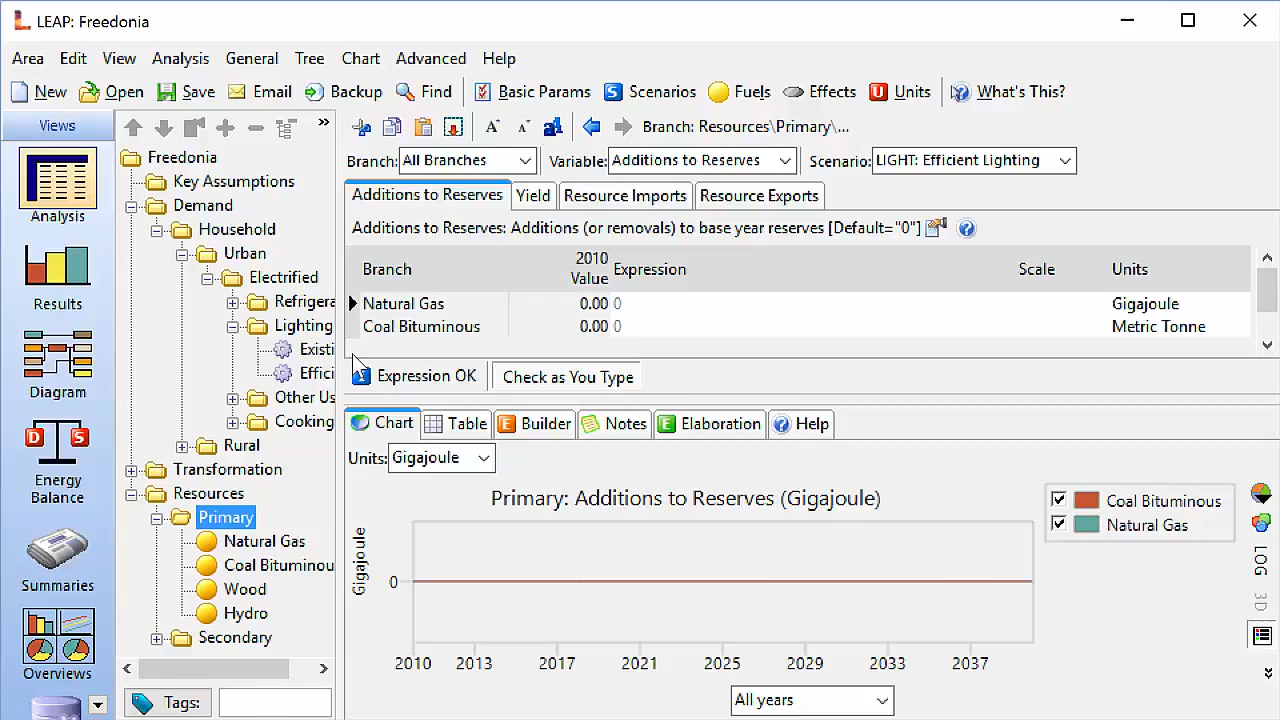 LEAP: Freedonia
Area Edit View Analysis General Tree Chart Advanced Help
New Open Save Email Backup Find Basic Params Scenarios Fuels Effects Units What's This?
Views
Analysis
Results
Diagram
Energy
Balance
Summaries
Overviews
Freedonia
Key Assumptions
Demand
Household
Urban
Electrified
Refrigera
Lighting
Existi
Effici
Other Us
Cooking
Rural
Transformation
Resources
Primary
Natural Gas
Coal Bituminou
Wood
Hydro
Secondary
Tags:
Branch: Resources\Primary\...
Branch: All Branches Variable: Additions to Reserves Scenario: LIGHT: Efficient Lighting
Additions to Reserves Yield Resource Imports Resource Exports
Additions to Reserves: Additions (or removals) to base year reserves [Default="0"]
Branch 2010 Value Expression Scale Units
Natural Gas 0.00 0 Gigajoule
Coal Bituminous 0.00 0 Metric Tonne
Expression OK Check as You Type
Chart Table Builder Notes Elaboration Help
Units: Gigajoule
Primary: Additions to Reserves (Gigajoule)
Coal Bituminous
Natural Gas
Gigajoule
0
2010 2013 2017 2021 2025 2029 2033 2037
All years
LOG
3D